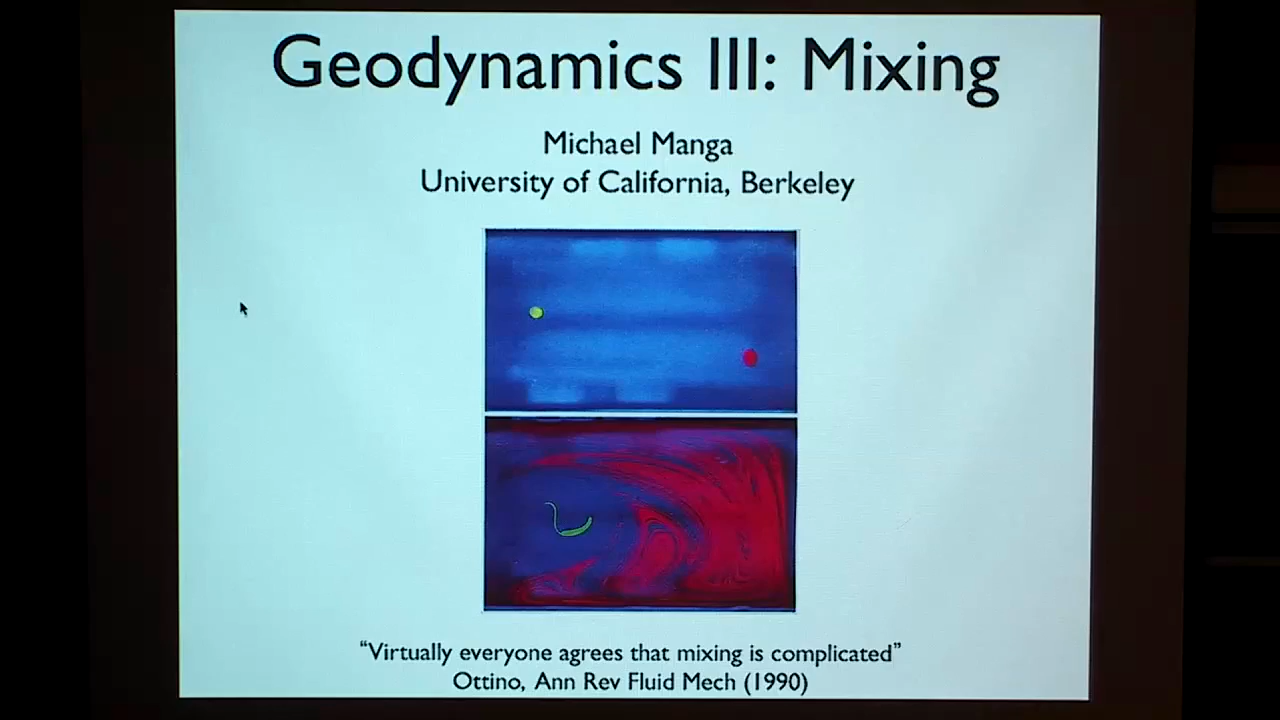 Geodynamics III: Mixing
Michael Manga
University of California, Berkeley
“Virtually everyone agrees that mixing is complicated”
Ottino, Ann Rev Fluid Mech (1990)